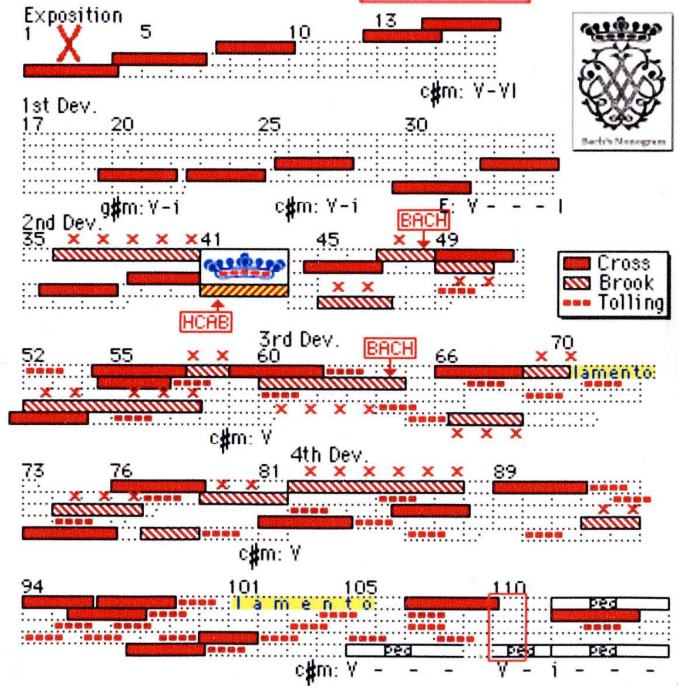 Exposition
1 5 10 13
c#m: V-VI
Bach's Monogram
1st Dev.
17 20 25 30
g#m: V-i c#m: V-i E: V - - - I
2nd Dev.
BACH
35 41 45 49
Cross
Brook
Tolling
HCAB
3rd Dev.
BACH
52 55 60 66 70
lamento
c#m: V
4th Dev.
73 76 81 89
c#m: V
94 101 105 110
lamento ped
ped ped ped
c#m: V - - - V - i - - -